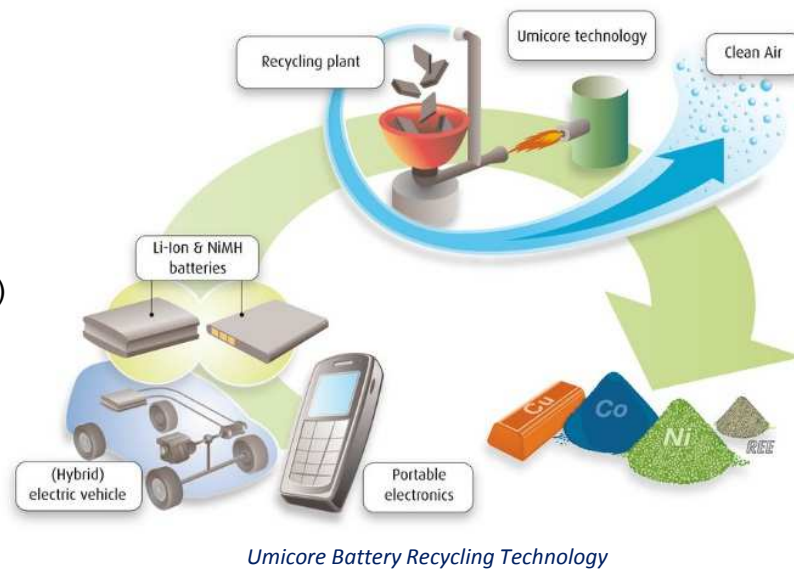 Umicore technology
Clean Air
Recycling plant
Li-Ion & NiMH
batteries
)
Cu
Co
Ni
REE
(Hybrid)
electric vehicle
Portable
electronics
Umicore Battery Recycling Technology